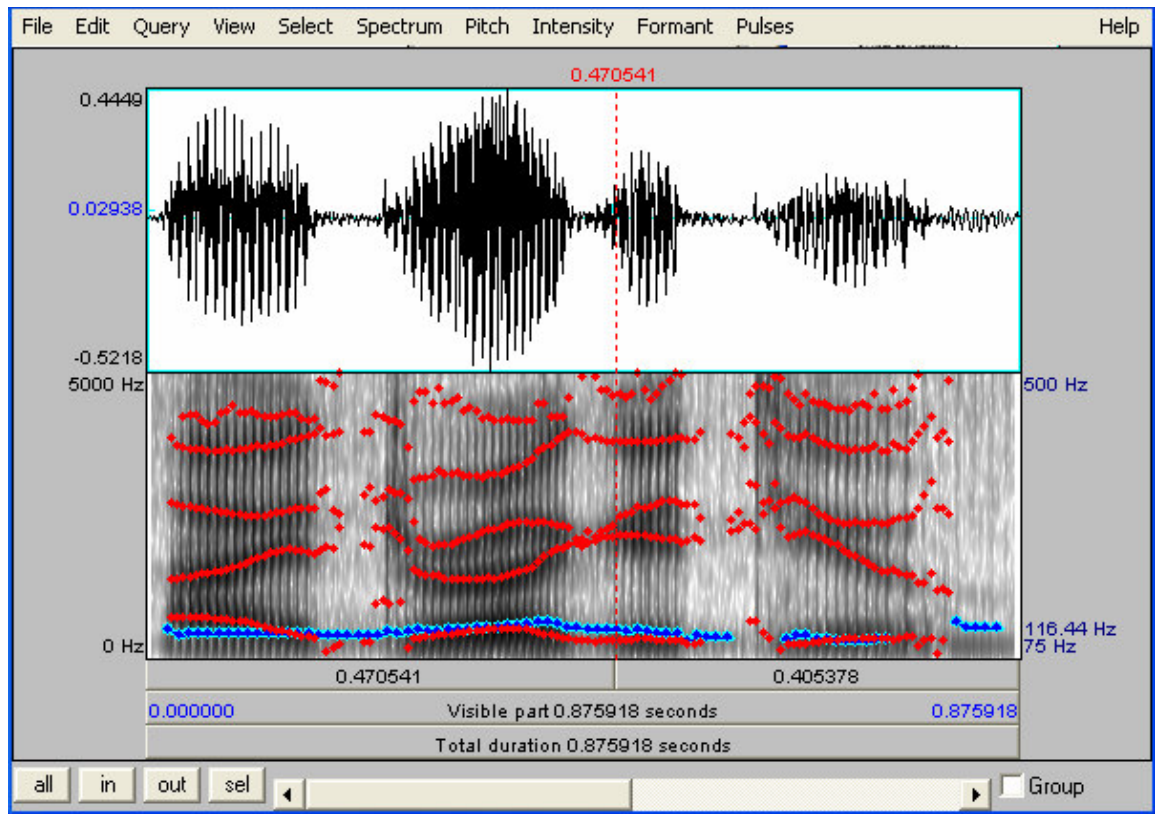 File Edit Query View Select Spectrum Pitch Intensity Formant Pulses Help
0.470541
0.4449
0.02938
-0.5218
5000 Hz 500 Hz
116.44 Hz
0 Hz 75 Hz
0.470541 0.405378
0.000000 Visible part 0.875918 seconds 0.875918
Total duration 0.875918 seconds
all in out sel Group